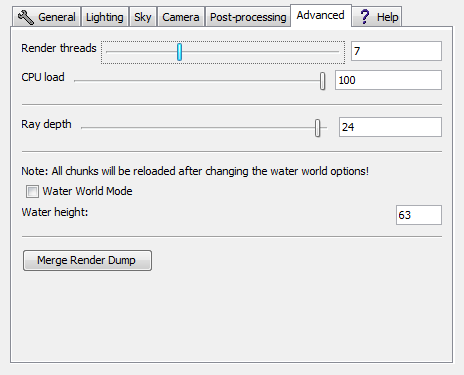 General Lighting Sky Camera Post-processing Advanced ? Help
Render threads 7
CPU load 100
Ray depth 24
Note: All chunks will be reloaded after changing the water world options!
Water World Mode
Water height: 63
Merge Render Dump